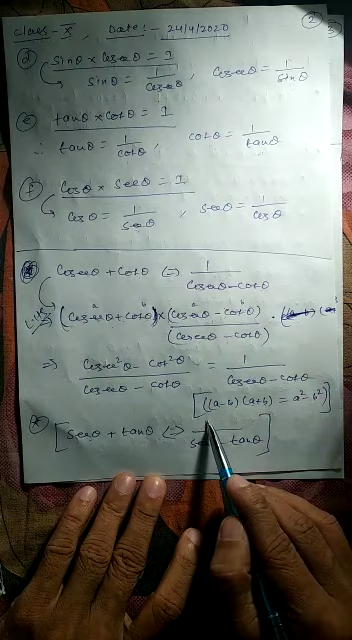 Class - X , Date :- 24/4/2020 (2)
(d) sinθ × cosecθ = 1
sinθ = 1/cosecθ , cosecθ = 1/sinθ
(e) tanθ × cotθ = 1
∴ tanθ = 1/cotθ , cotθ = 1/tanθ
(f) cosθ × secθ = 1
cosθ = 1/secθ , secθ = 1/cosθ
cosecθ + cotθ ⇔ 1/(cosecθ - cotθ)
L.H.S (cosecθ + cotθ) × (cosecθ - cotθ)/(cosecθ - cotθ)
⇒ (cosec²θ - cot²θ)/(cosecθ - cotθ) = 1/(cosecθ - cotθ)
[(a-b) (a+b) = a² b²]
[secθ + tanθ ⇔ tanθ]